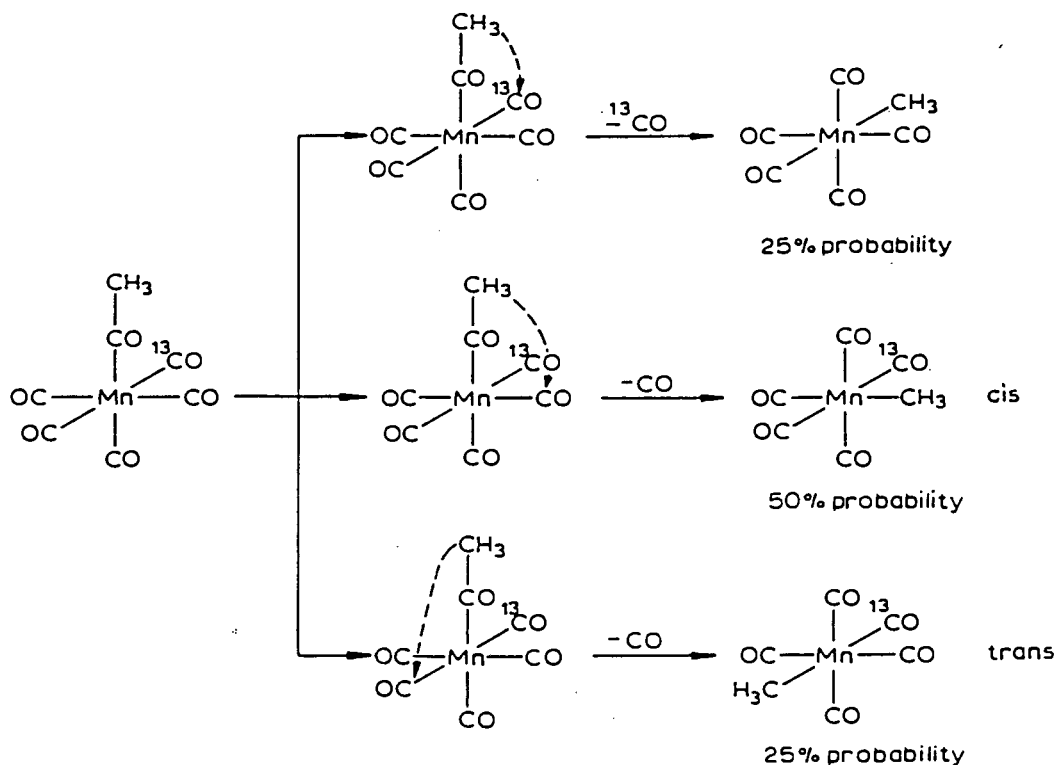 CH₃
CO
¹³CO
OC Mn CO
OC
CO
-¹³CO
CO
CH₃
OC Mn CO
OC
CO
25% probability
CH₃
CO
¹³CO
OC Mn CO
OC
CO
CH₃
CO
¹³CO
OC Mn CO
OC
CO
-CO
CO
¹³CO
OC Mn CH₃
OC
CO
cis
50% probability
CH₃
CO
¹³CO
OC Mn CO
OC
CO
-CO
CO
¹³CO
OC Mn CO
H₃C
CO
trans
25% probability